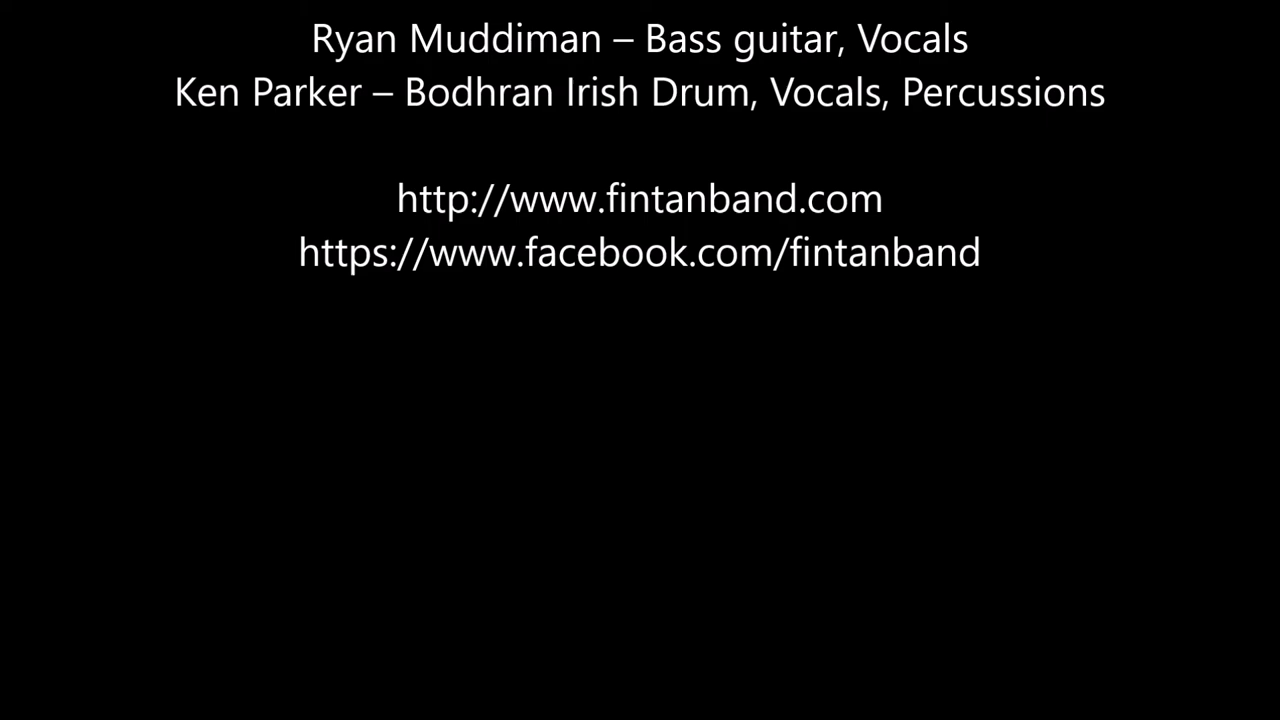 Ryan Muddiman – Bass guitar, Vocals
Ken Parker – Bodhran Irish Drum, Vocals, Percussions
http://www.fintanband.com
https://www.facebook.com/fintanband